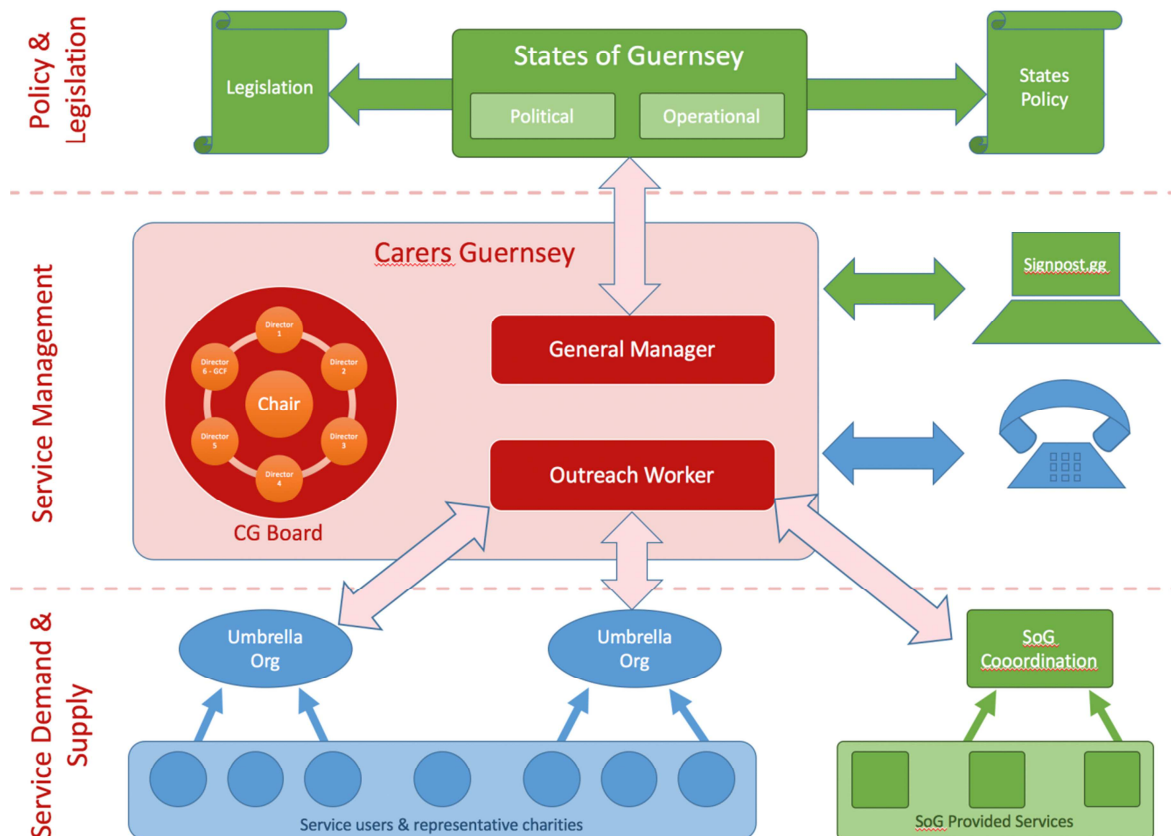 Policy &
Legislation
Legislation
States of Guernsey
Political
Operational
States
Policy
Service Management
Carers Guernsey
Director
1
Director
2
Director
3
Director
4
Director
5
Director
6 - GCF
Chair
CG Board
General Manager
Outreach Worker
Signpost.gg
Service Demand &
Supply
Umbrella
Org
Umbrella
Org
SoG
Cooordination
Service users & representative charities
SoG Provided Services